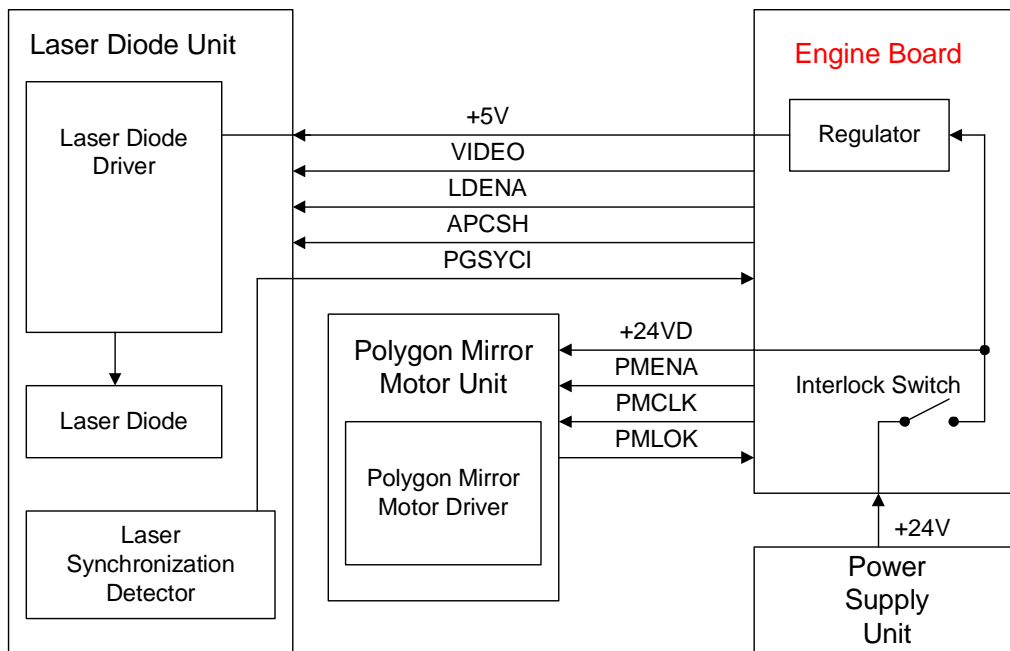 Laser Diode Unit
Laser Diode
Driver
Laser Diode
Laser
Synchronization
Detector
+5V
VIDEO
LDENA
APCSH
PGSYCI
Polygon Mirror
Motor Unit
Polygon Mirror
Motor Driver
+24VD
PMENA
PMCLK
PMLOK
Engine Board
Regulator
Interlock Switch
+24V
Power
Supply
Unit